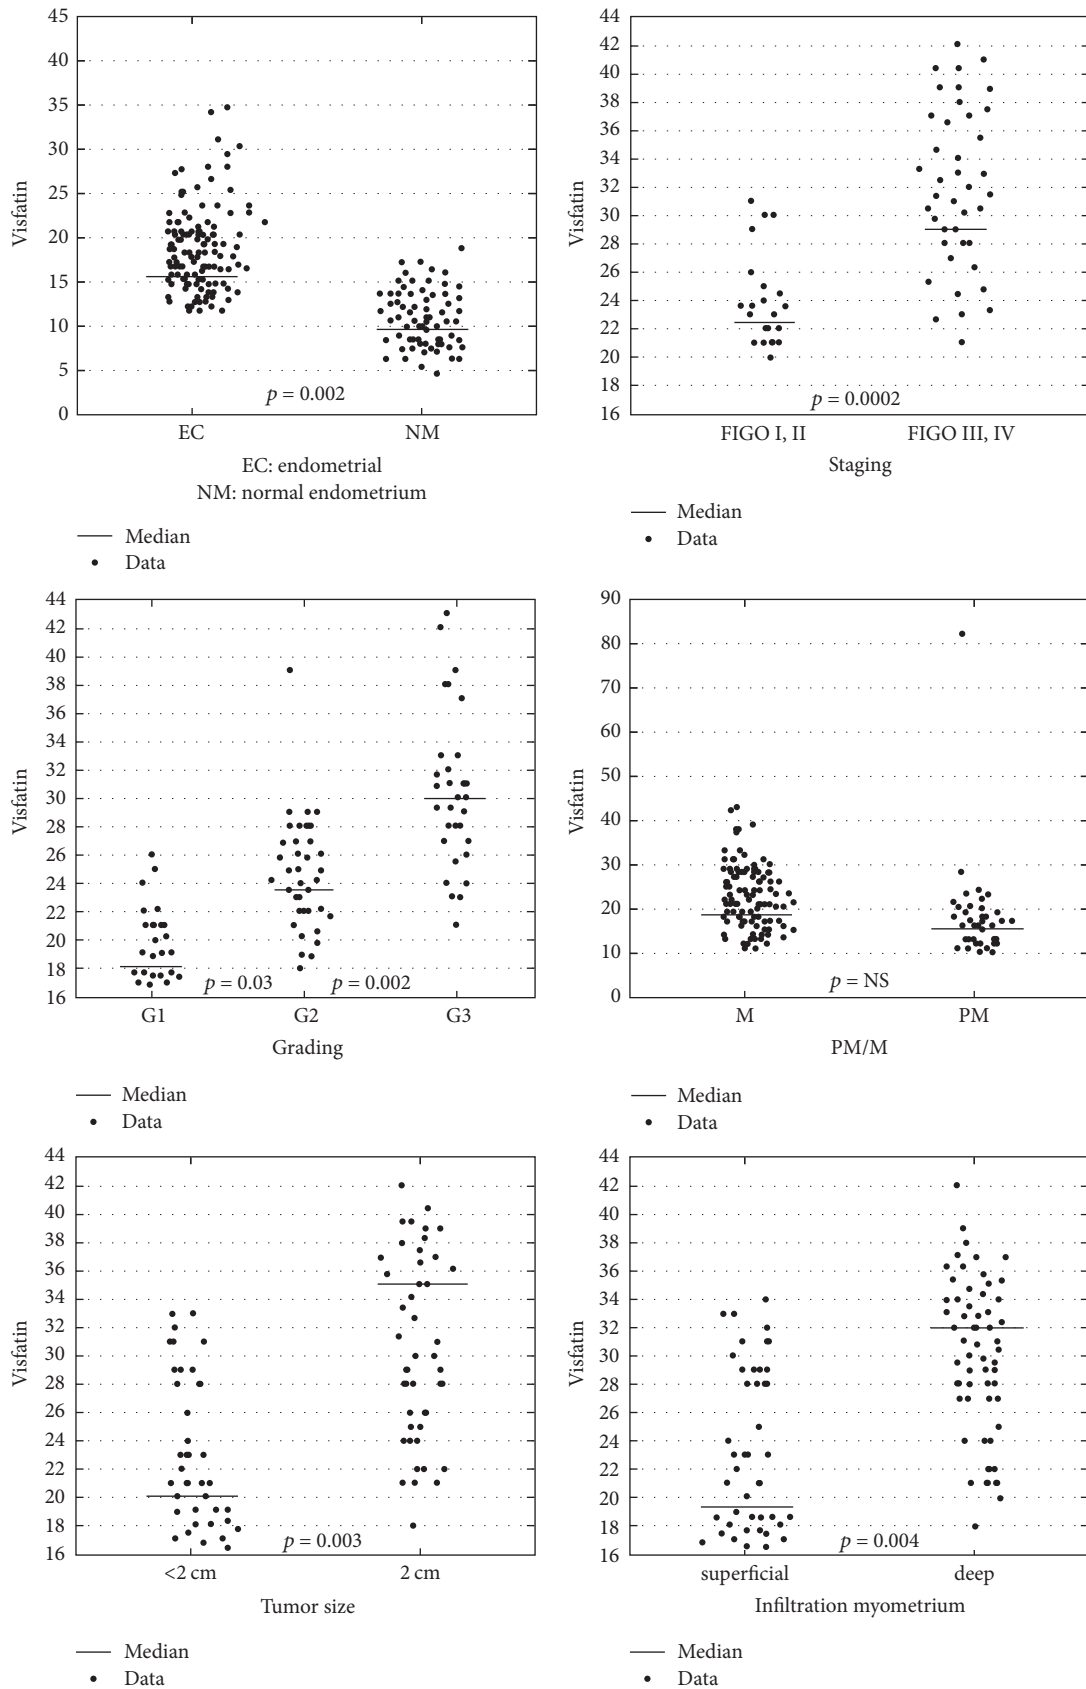 45
40
35
30
25
20
15
10
5
0
Visfatin
p = 0.002
EC NM
EC: endometrial
NM: normal endometrium
Median
Data
44
42
40
38
36
34
32
30
28
26
24
22
20
18
16
Visfatin
p = 0.0002
FIGO I, II FIGO III, IV
Staging
Median
Data
44
42
40
38
36
34
32
30
28
26
24
22
20
18
16
Visfatin
p = 0.03 p = 0.002
G1 G2 G3
Grading
Median
Data
90
80
70
60
50
40
30
20
10
0
Visfatin
p = NS
M PM
PM/M
Median
Data
44
42
40
38
36
34
32
30
28
26
24
22
20
18
16
Visfatin
p = 0.003
<2 cm 2 cm
Tumor size
Median
Data
44
42
40
38
36
34
32
30
28
26
24
22
20
18
16
Visfatin
p = 0.004
superficial deep
Infiltration myometrium
Median
Data